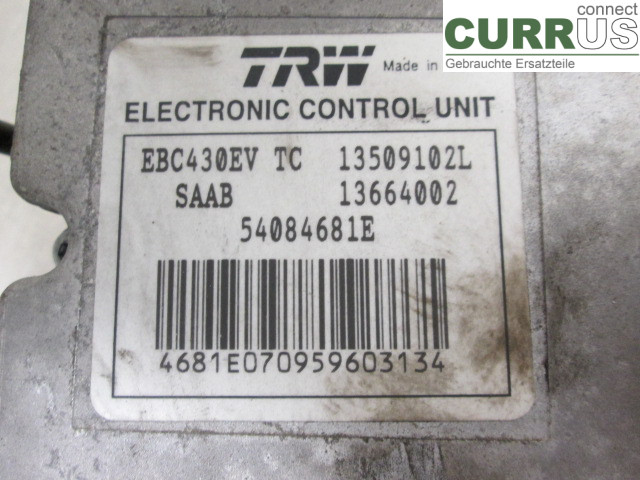 connect
CURRUS
Gebrauchte Ersatzteile
TRW Made in
ELECTRONIC CONTROL UNIT
EBC430EV TC 13509102L
SAAB 13664002
54084681E
4681E070959603134